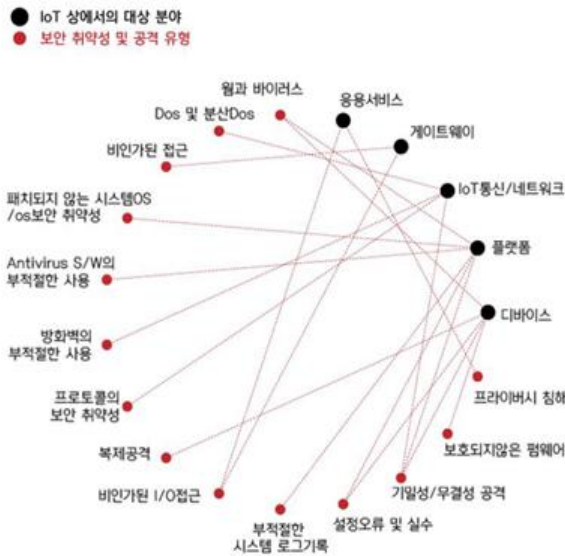 IoT 상에서의 대상 분야
보안 취약성 및 공격 유형
웜과 바이러스
응용서비스
Dos 및 분산Dos
게이트웨이
비인가된 접근
IoT통신/네트워크
패치되지 않는 시스템OS
/os보안 취약성
플랫폼
Antivirus S/W의
부적절한 사용
디바이스
방화벽의
부적절한 사용
프라이버시 침해
프로토콜의
보안 취약성
보호되지않은 펌웨어
복제공격
기밀성/무결성 공격
비인가된 I/O접근
설정오류 및 실수
부적절한
시스템 로그기록